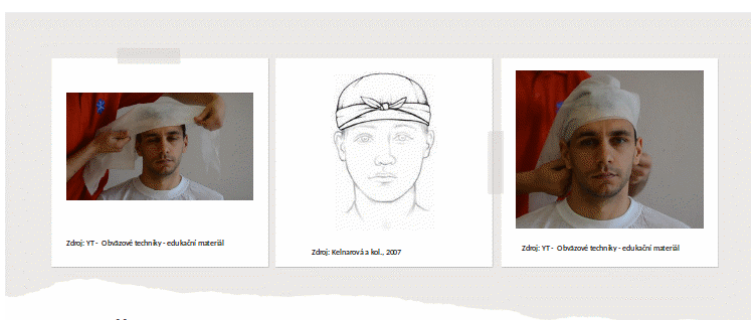 Zdroj: YT - Obvazové techniky - edukační materiál
Zdroj: Kelnarová a kol., 2007
Zdroj: YT - Obvazové techniky - edukační materiál